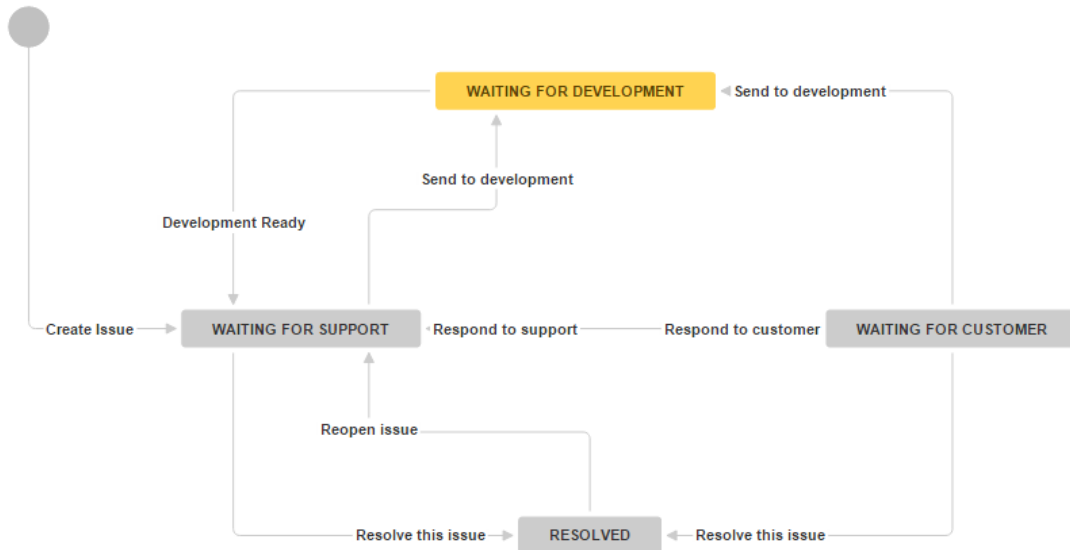 WAITING FOR DEVELOPMENT
Send to development
Send to development
Development Ready
Create Issue
WAITING FOR SUPPORT
Respond to support
Respond to customer
WAITING FOR CUSTOMER
Reopen issue
Resolve this issue
RESOLVED
Resolve this issue